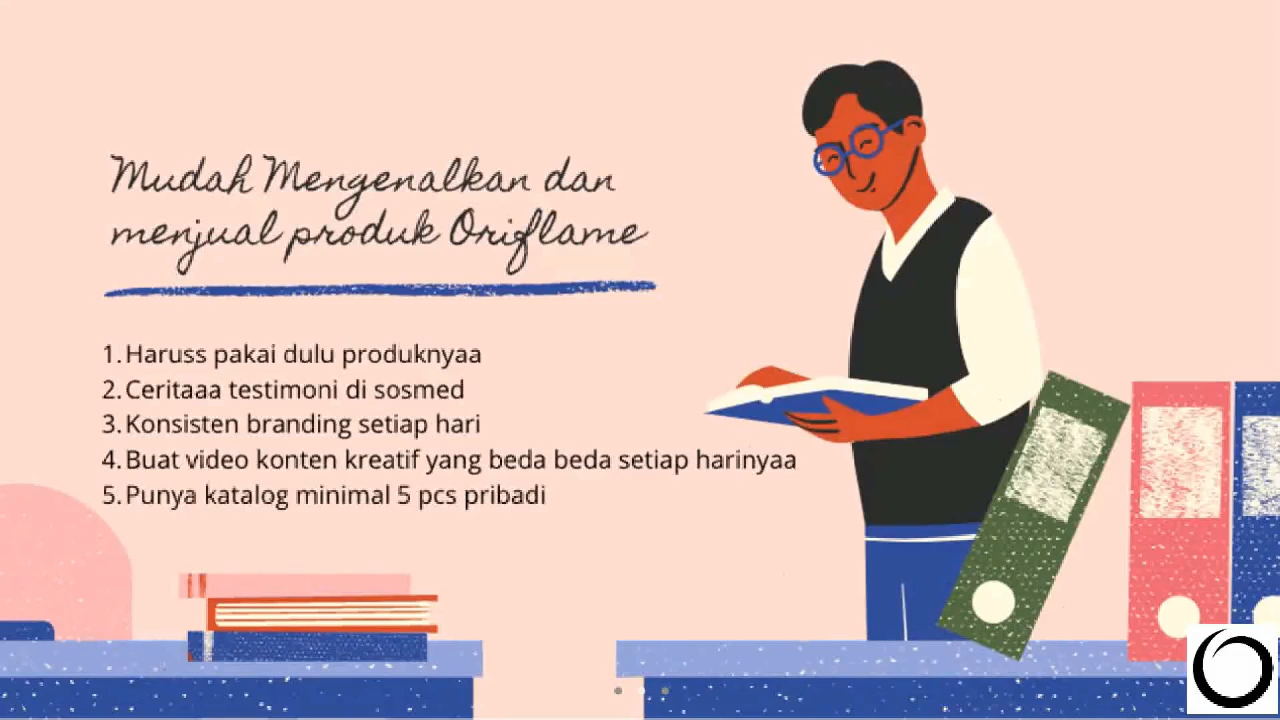 Mudah Mengenalkan dan
menjual produk Oriflame
1. Haruss pakai dulu produknyaa
2. Ceritaaa testimoni di sosmed
3. Konsisten branding setiap hari
4. Buat video konten kreatif yang beda beda setiap harinyaa
5. Punya katalog minimal 5 pcs pribadi